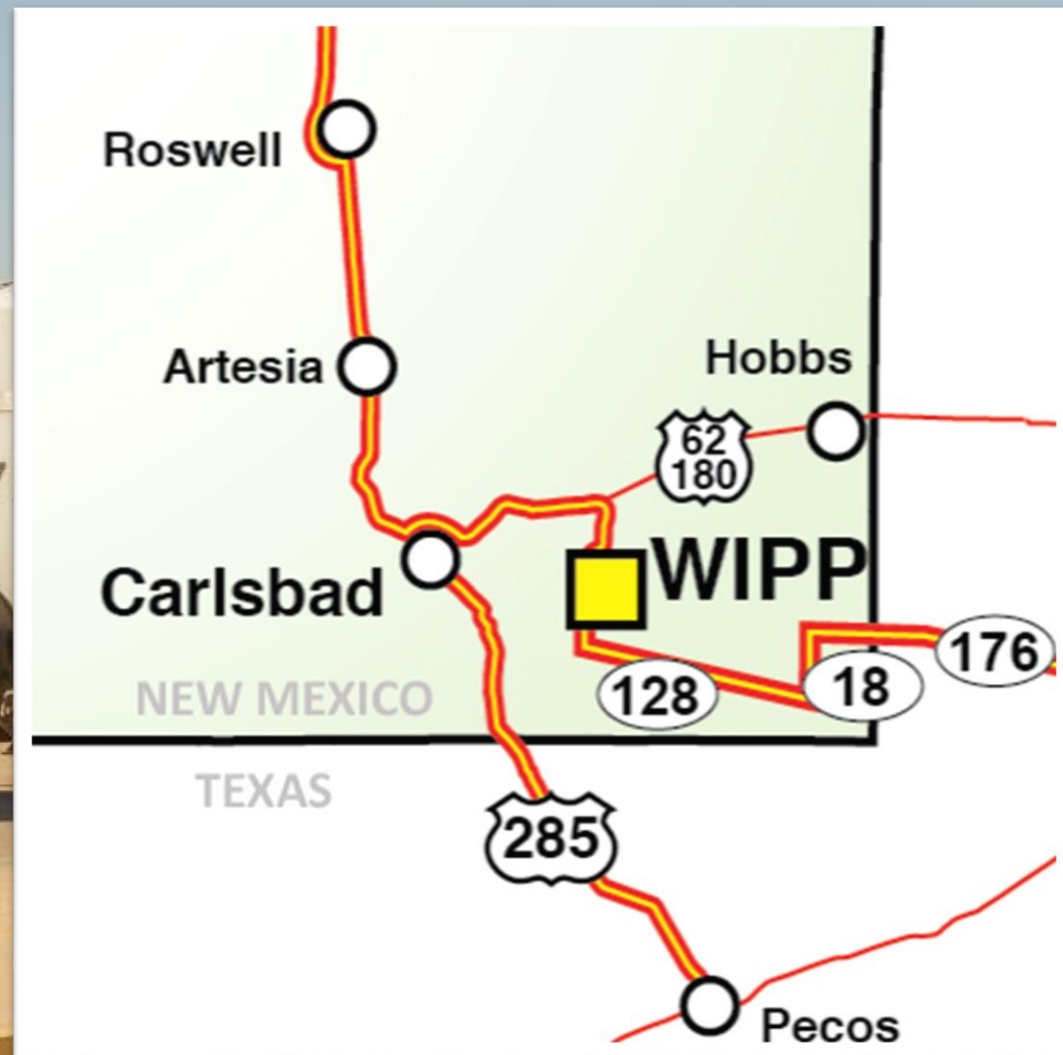 Roswell
Artesia
Hobbs
62
180
WIPP
Carlsbad
176
18
128
NEW MEXICO
TEXAS
285
Pecos